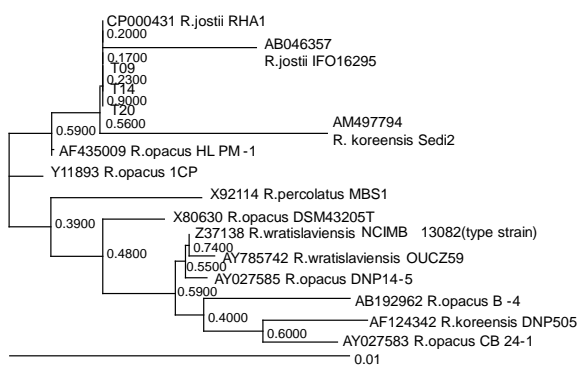 CP000431 R.jostii RHA1
0.2000
AB046357
R.jostii IFO16295
0.1700
T09
0.2300
T14
0.9000
T20
0.5600
AM497794
R. koreensis Sedi2
0.5900
AF435009 R.opacus HL PM -1
Y11893 R.opacus 1CP
X92114 R.percolatus MBS1
0.3900
X80630 R.opacus DSM43205T
Z37138 R.wratislaviensis NCIMB 13082(type strain)
0.7400
0.4800
AY785742 R.wratislaviensis OUCZ59
0.5500
AY027585 R.opacus DNP14-5
0.5900
AB192962 R.opacus B -4
0.4000
AF124342 R.koreensis DNP505
0.6000
AY027583 R.opacus CB 24-1
0.01